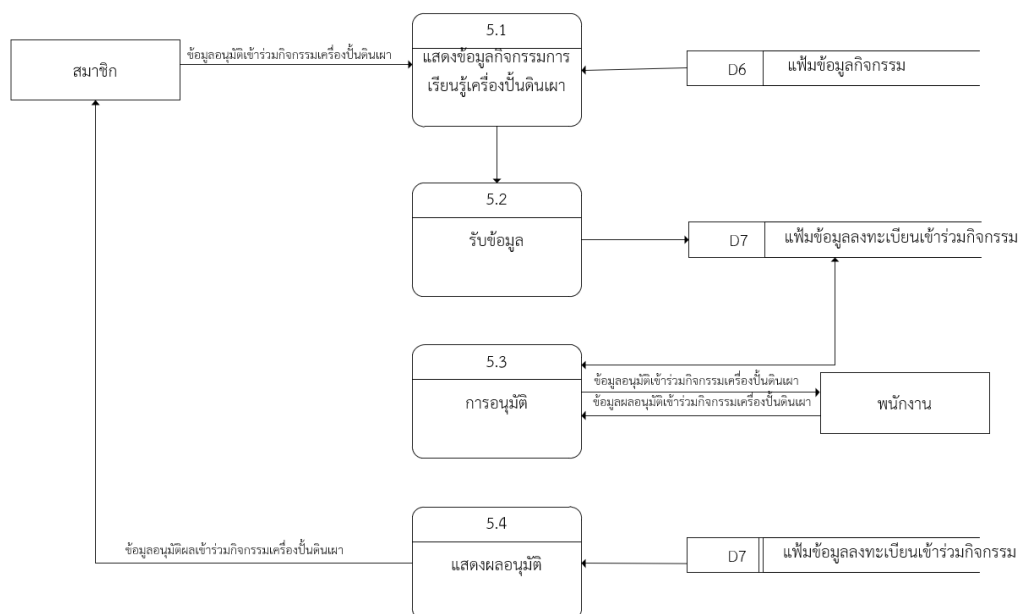 5.1
สมาชิก
ข้อมูลอนุมัติเข้าร่วมกิจกรรมเครื่องปั้นดินเผา
แสดงข้อมูลกิจกรรมการ
เรียนรู้เครื่องปั้นดินเผา
D6
แฟ้มข้อมูลกิจกรรม
5.2
รับข้อมูล
D7
แฟ้มข้อมูลลงทะเบียนเข้าร่วมกิจกรรม
5.3
การอนุมัติ
ข้อมูลอนุมัติเข้าร่วมกิจกรรมเครื่องปั้นดินเผา
ข้อมูลผลอนุมัติเข้าร่วมกิจกรรมเครื่องปั้นดินเผา
พนักงาน
5.4
แสดงผลอนุมัติ
ข้อมูลอนุมัติผลเข้าร่วมกิจกรรมเครื่องปั้นดินเผา
D7
แฟ้มข้อมูลลงทะเบียนเข้าร่วมกิจกรรม